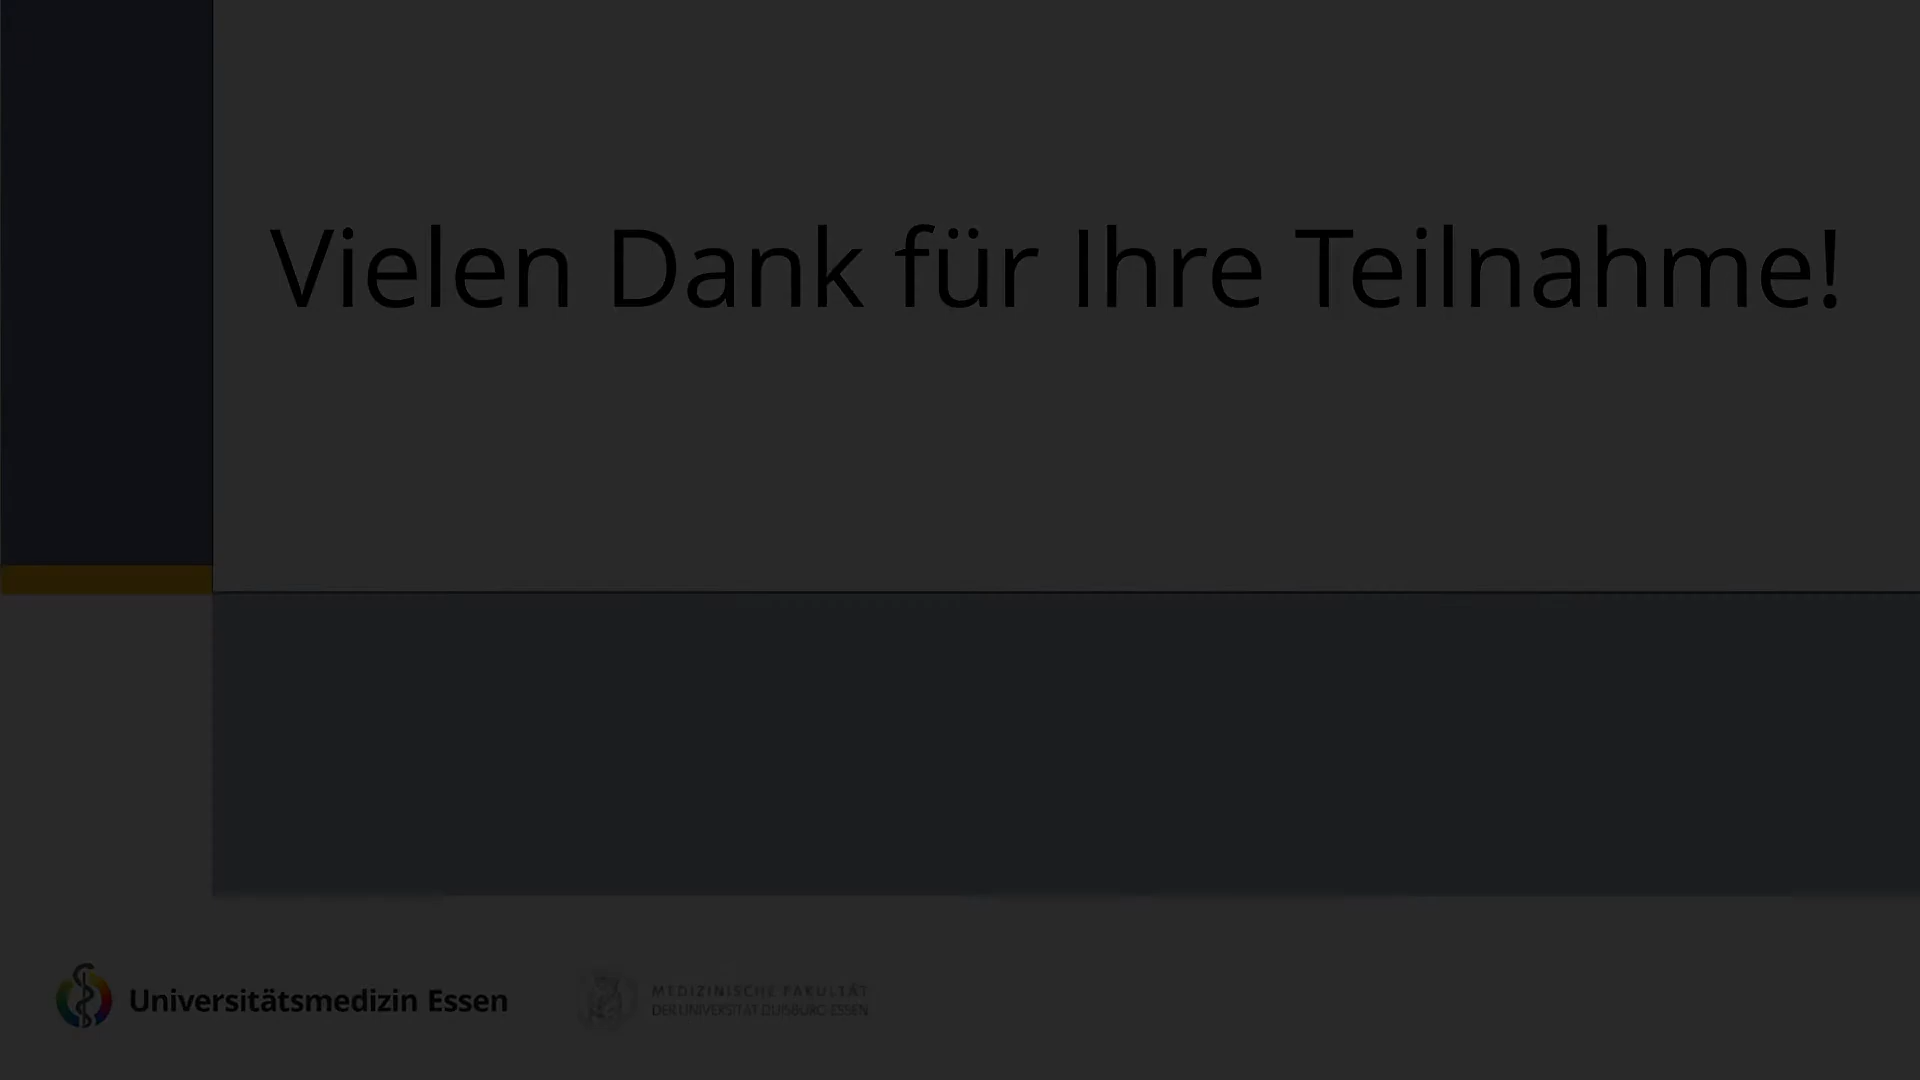 Vielen Dank für Ihre Teilnahme!
Universitätsmedizin Essen
MEDIZINISCHE FAKULTÄT
DER UNIVERSITÄT DUISBURG-ESSEN